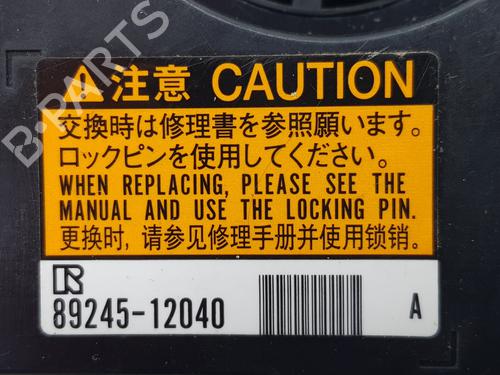 注意 CAUTION
交換時は修理書を参照願います。
ロックピンを使用してください。
WHEN REPLACING, PLEASE SEE THE
MANUAL AND USE THE LOCKING PIN.
更换时, 请参见修理手册并使用锁销。
R
89245-12040 A
B-PARTS